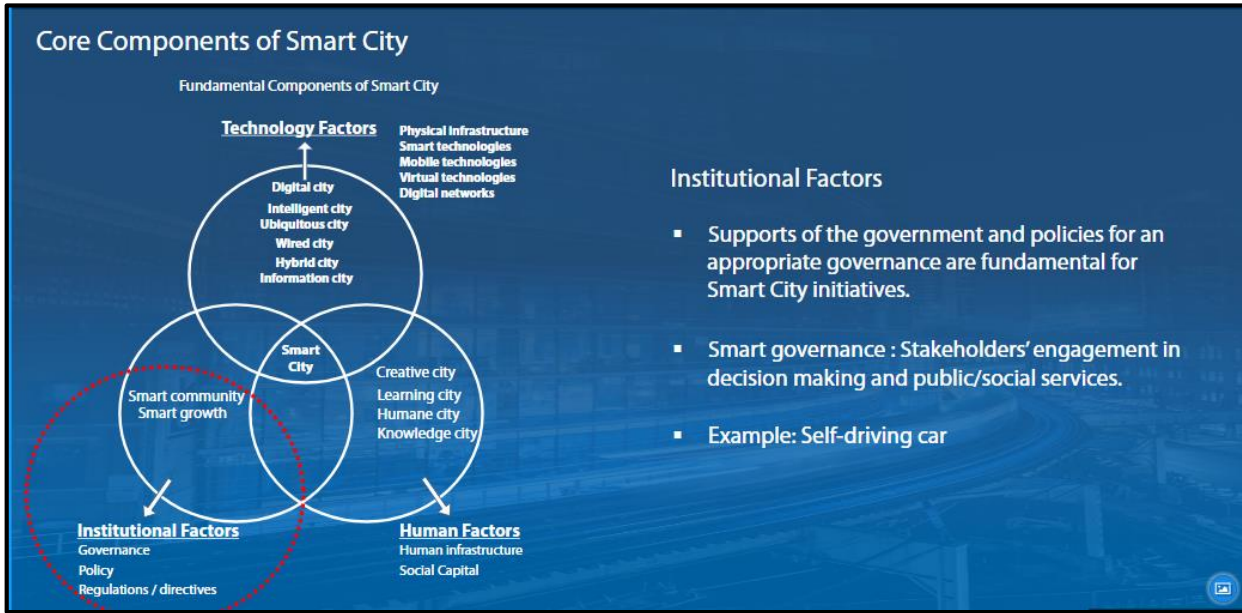 Core Components of Smart City
Fundamental Components of Smart City
Technology Factors
Physical infrastructure
Smart technologies
Mobile technologies
Virtual technologies
Digital networks
Digital city
Intelligent city
Ubiquitous city
Wired city
Hybrid city
Information city
Smart
City
Smart community
Smart growth
Creative city
Learning city
Humane city
Knowledge city
Institutional Factors
Governance
Policy
Regulations / directives
Human Factors
Human infrastructure
Social Capital
Institutional Factors
▪ Supports of the government and policies for an
appropriate governance are fundamental for
Smart City initiatives.
▪ Smart governance : Stakeholders' engagement in
decision making and public/social services.
▪ Example: Self-driving car